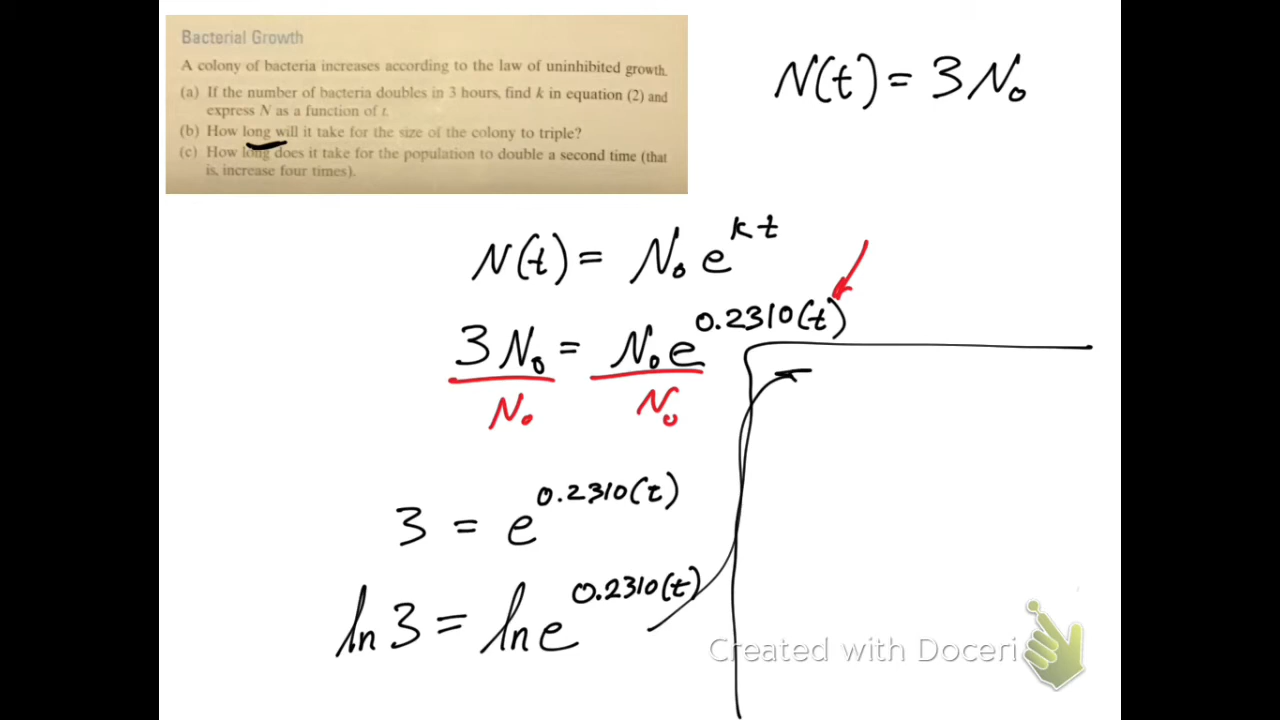 Bacterial Growth
A colony of bacteria increases according to the law of uninhibited growth.
(a) If the number of bacteria doubles in 3 hours, find k in equation (2) and
express N as a function of t.
(b) How long will it take for the size of the colony to triple?
(c) How long does it take for the population to double a second time (that
is, increase four times).
N(t) = 3N₀
N(t) = N₀e^kt
3N₀ = N₀e^0.2310(t)
N₀ N₀
3 = e^0.2310(t)
ln 3 = ln e^0.2310(t)
Created with Doceri